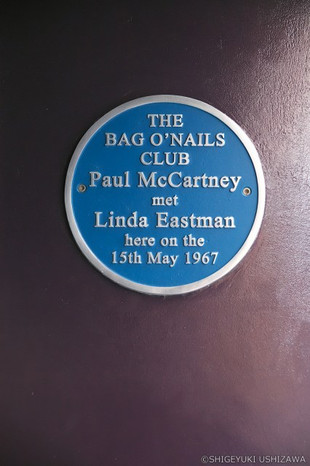 THE
BAG O'NAILS
CLUB
Paul McCartney
met
Linda Eastman
here on the
15th May 1967
©SHIGEYUKI USHIZAWA